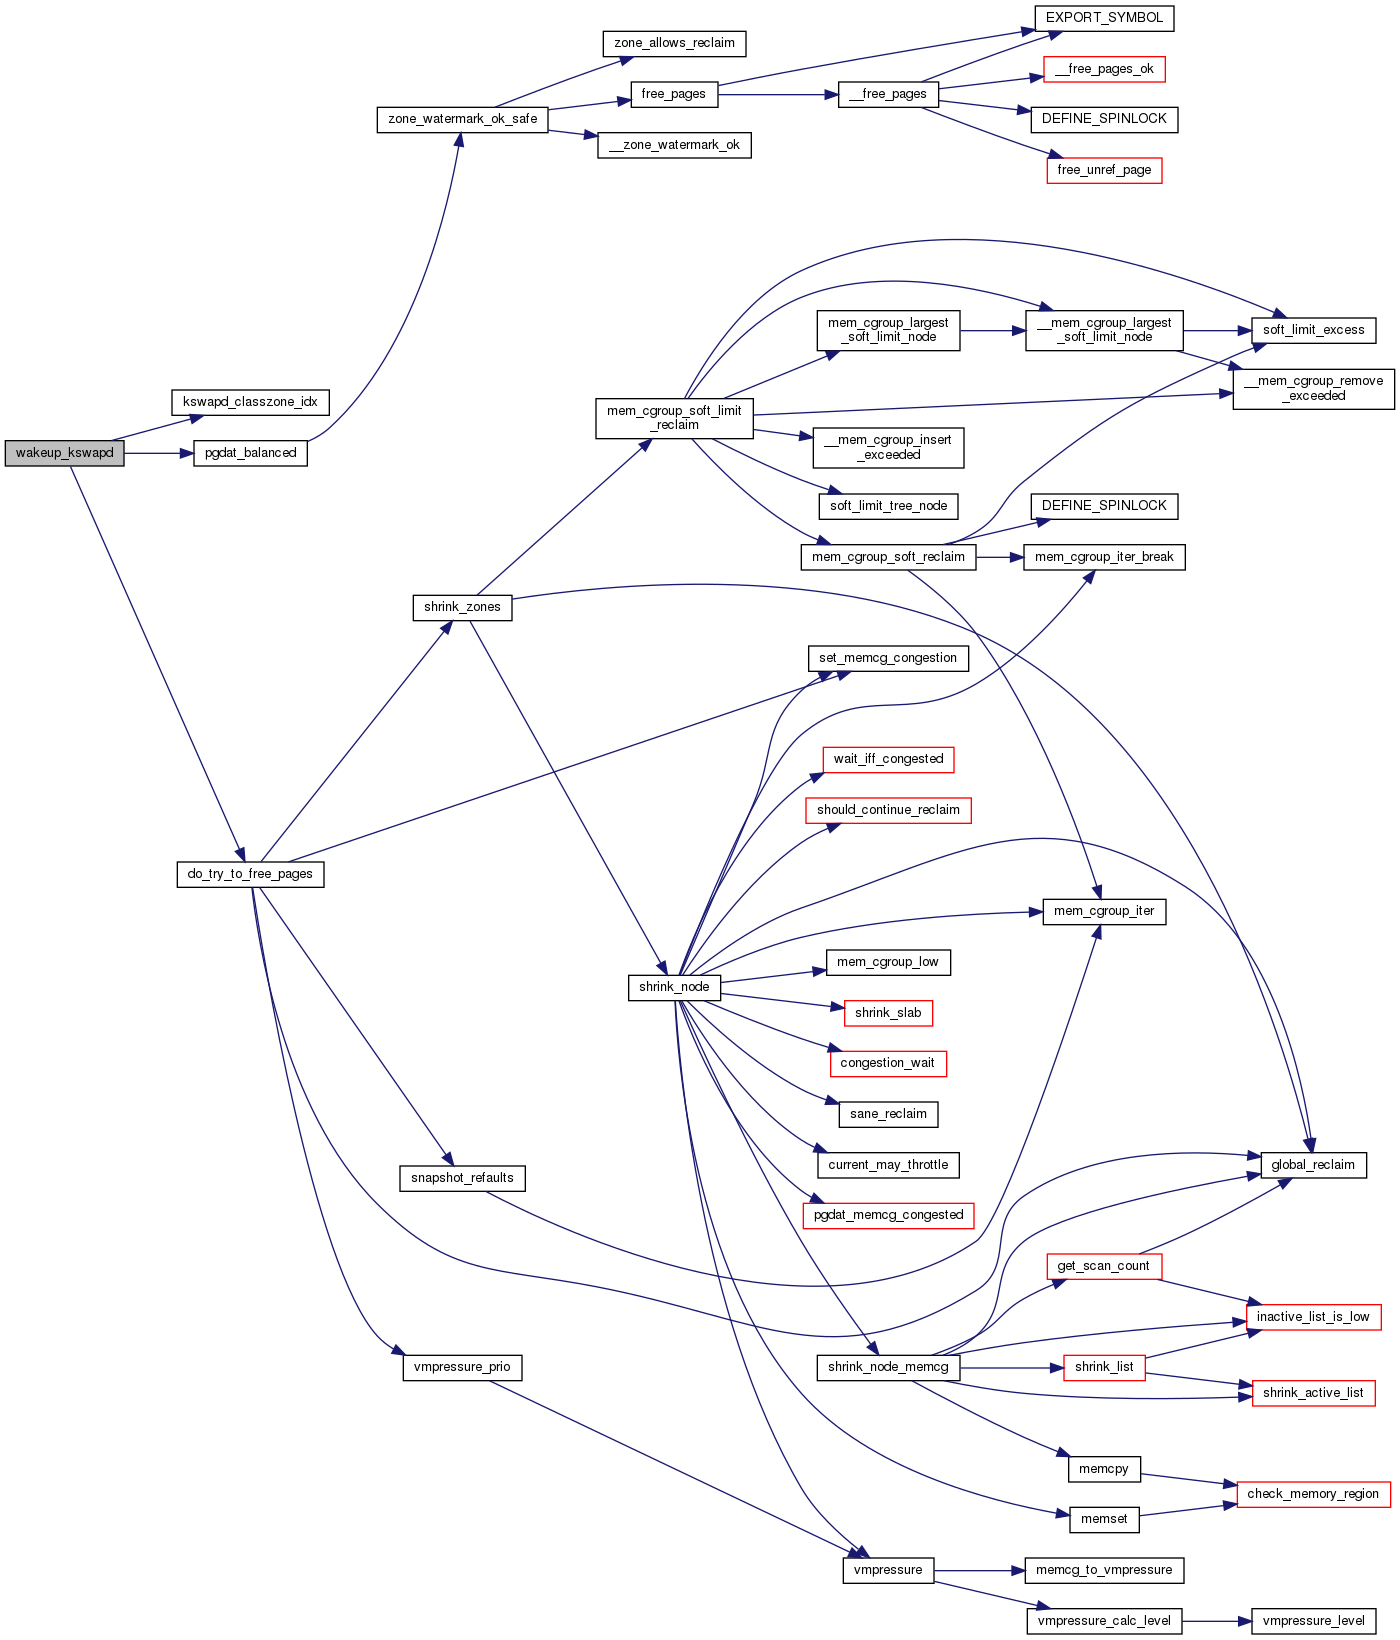 EXPORT_SYMBOL
zone_allows_reclaim
__free_pages_ok
free_pages
__free_pages
zone_watermark_ok_safe
DEFINE_SPINLOCK
__zone_watermark_ok
free_unref_page
mem_cgroup_largest
_soft_limit_node
__mem_cgroup_largest
_soft_limit_node
soft_limit_excess
__mem_cgroup_remove
_exceeded
kswapd_classzone_idx
mem_cgroup_soft_limit
_reclaim
__mem_cgroup_insert
_exceeded
wakeup_kswapd
pgdat_balanced
soft_limit_tree_node
DEFINE_SPINLOCK
mem_cgroup_soft_reclaim
mem_cgroup_iter_break
shrink_zones
set_memcg_congestion
wait_iff_congested
should_continue_reclaim
do_try_to_free_pages
mem_cgroup_iter
mem_cgroup_low
shrink_node
shrink_slab
congestion_wait
sane_reclaim
current_may_throttle
global_reclaim
snapshot_refaults
pgdat_memcg_congested
get_scan_count
inactive_list_is_low
vmpressure_prio
shrink_node_memcg
shrink_list
shrink_active_list
memcpy
check_memory_region
memset
vmpressure
memcg_to_vmpressure
vmpressure_calc_level
vmpressure_level